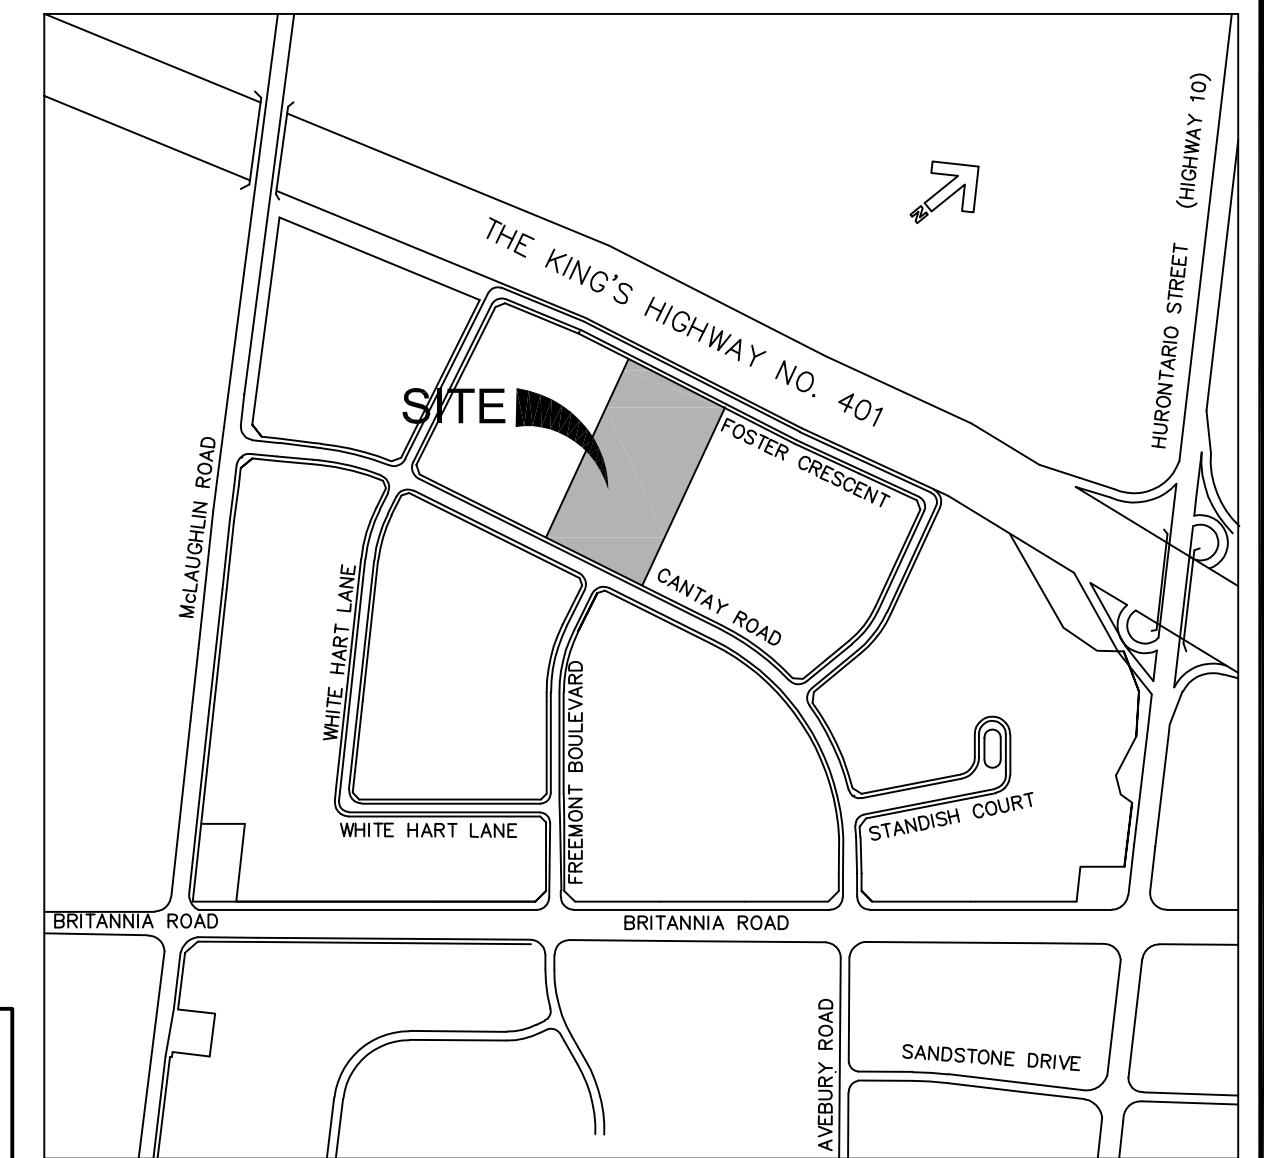 (HIGHWAY 10)
HURONTARIO STREET
N
THE KING'S HIGHWAY NO. 401
SITE
FOSTER CRESCENT
McLAUGHLIN ROAD
CANTAY ROAD
WHITE HART LANE
FREEMONT BOULEVARD
WHITE HART LANE
STANDISH COURT
BRITANNIA ROAD
BRITANNIA ROAD
AVEBURY ROAD
SANDSTONE DRIVE